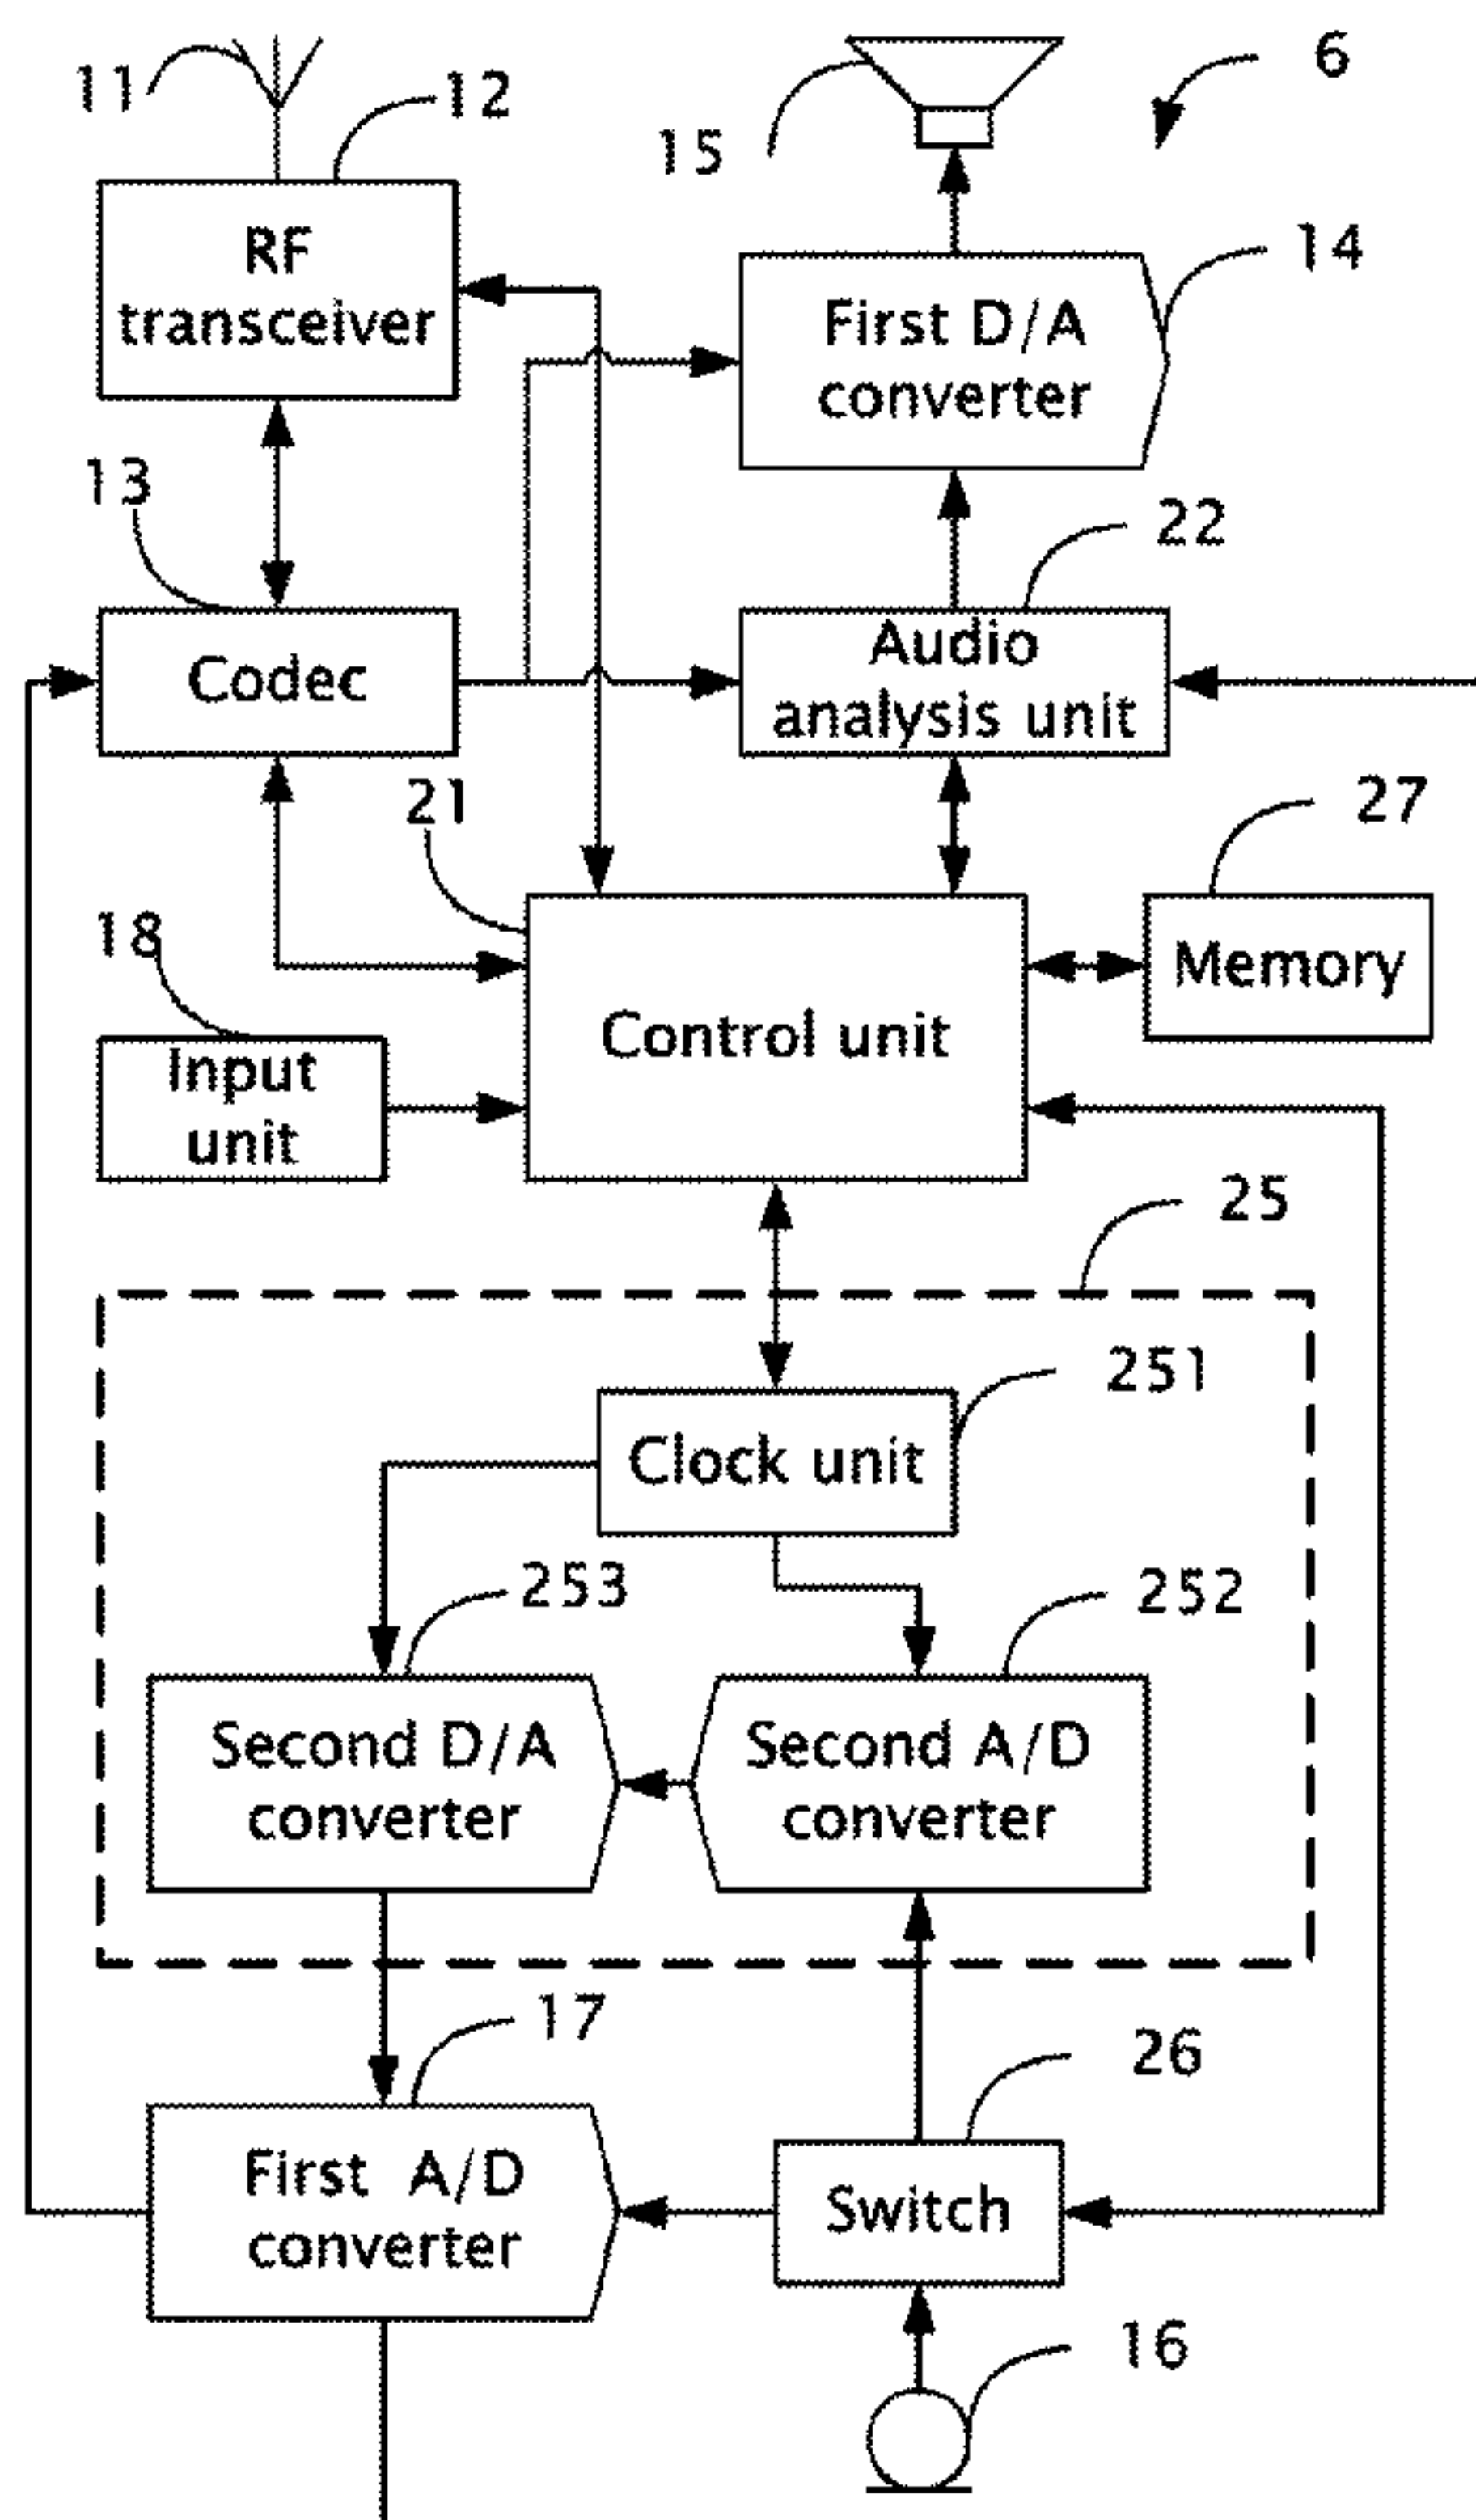 11
12
15
6
RF
transceiver
14
First D/A
converter
13
22
Codec
Audio
analysis unit
21
27
18
Memory
Control unit
Input
unit
25
251
Clock unit
253
252
Second D/A
converter
Second A/D
converter
17
26
First A/D
converter
Switch
16